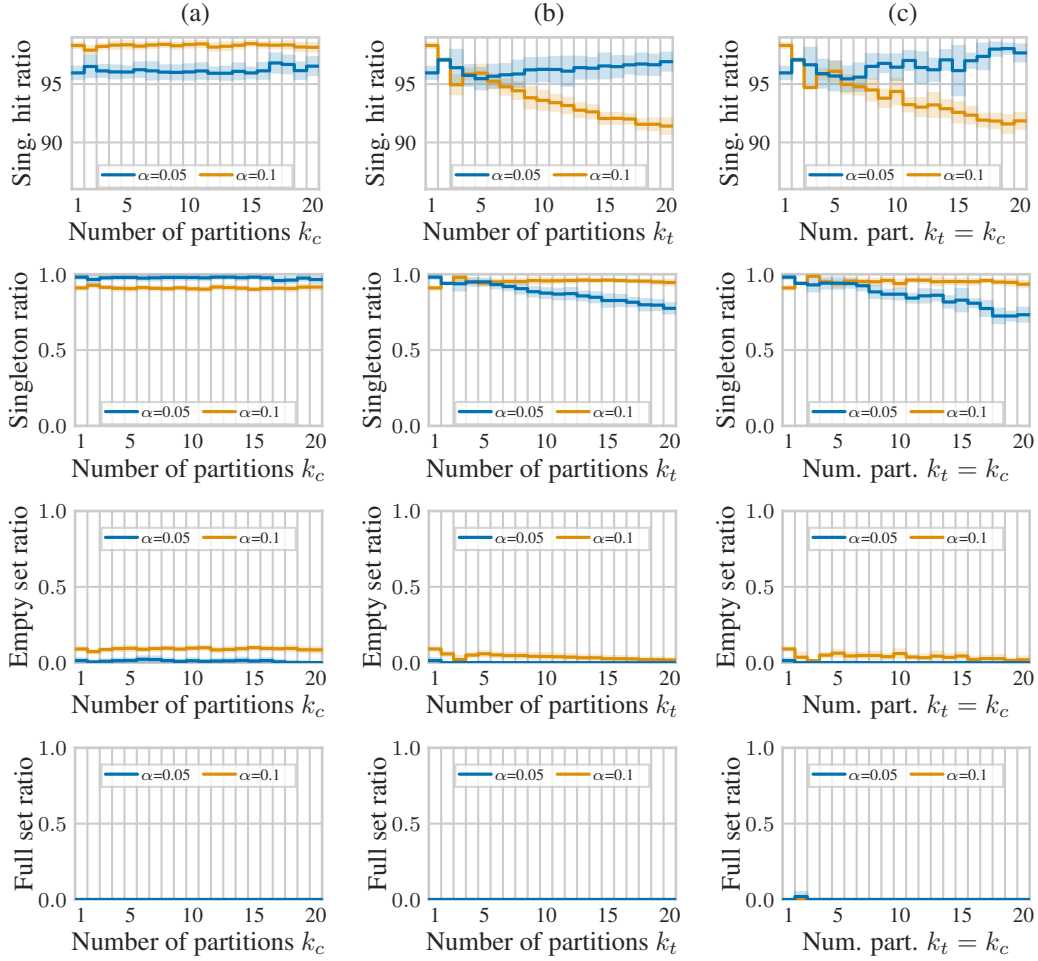 (a)
(b)
(c)
Sing. hit ratio
95
90
α=0.05
α=0.1
1
5
10
15
20
Number of partitions k_c
Sing. hit ratio
95
90
α=0.05
α=0.1
1
5
10
15
20
Number of partitions k_t
Sing. hit ratio
95
90
α=0.05
α=0.1
1
5
10
15
20
Num. part. k_t = k_c
Singleton ratio
1.0
0.5
0.0
α=0.05
α=0.1
1
5
10
15
20
Number of partitions k_c
Singleton ratio
1.0
0.5
0.0
α=0.05
α=0.1
1
5
10
15
20
Number of partitions k_t
Singleton ratio
1.0
0.5
0.0
α=0.05
α=0.1
1
5
10
15
20
Num. part. k_t = k_c
Empty set ratio
1.0
0.5
0.0
α=0.05
α=0.1
1
5
10
15
20
Number of partitions k_c
Empty set ratio
1.0
0.5
0.0
α=0.05
α=0.1
1
5
10
15
20
Number of partitions k_t
Empty set ratio
1.0
0.5
0.0
α=0.05
α=0.1
1
5
10
15
20
Num. part. k_t = k_c
Full set ratio
1.0
0.5
0.0
α=0.05
α=0.1
1
5
10
15
20
Number of partitions k_c
Full set ratio
1.0
0.5
0.0
α=0.05
α=0.1
1
5
10
15
20
Number of partitions k_t
Full set ratio
1.0
0.5
0.0
α=0.05
α=0.1
1
5
10
15
20
Num. part. k_t = k_c